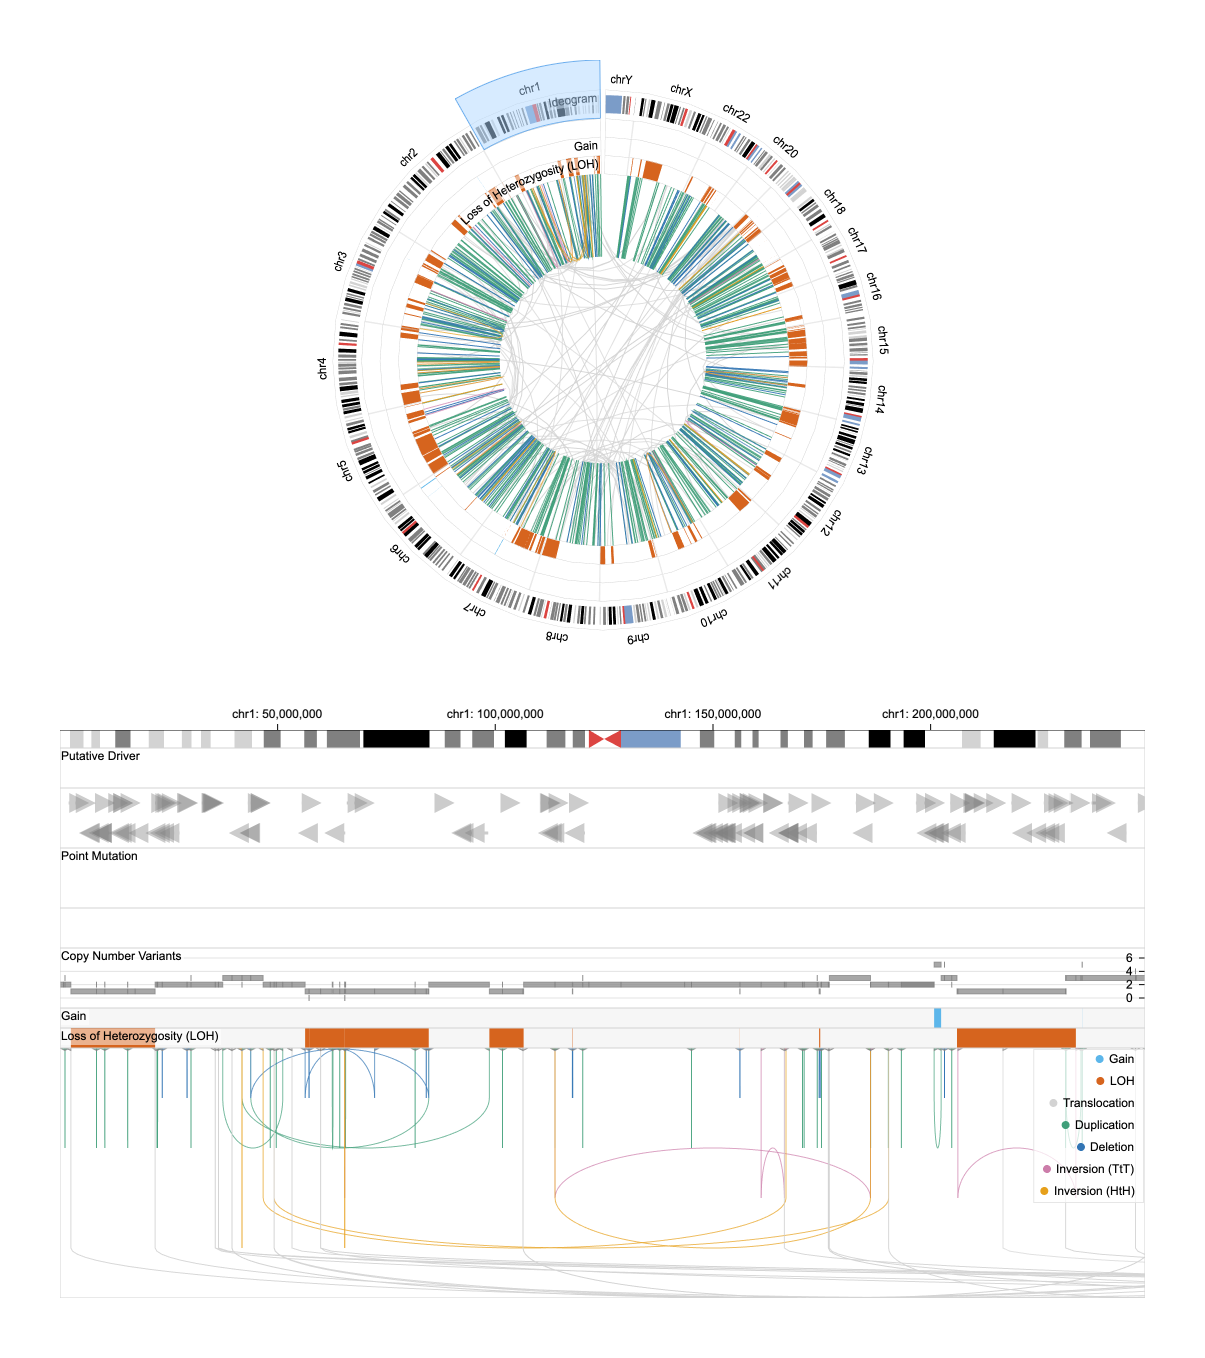 chrY
chrX
chr22
chr20
chr18
chr17
chr16
chr15
chr14
chr13
chr12
chr11
chr10
chr9
chr8
chr7
chr6
chr5
chr4
chr3
chr2
chr1
Ideogram
Gain
Loss of Heterozygosity (LOH)
chr1: 50,000,000 chr1: 100,000,000 chr1: 150,000,000 chr1: 200,000,000
Putative Driver
Point Mutation
Copy Number Variants
6
4
2
0
Gain
Loss of Heterozygosity (LOH)
Gain
LOH
Translocation
Duplication
Deletion
Inversion (TtT)
Inversion (HtH)